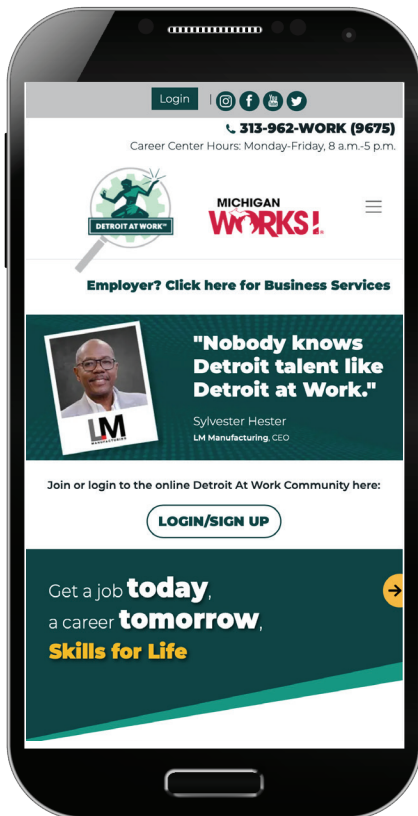 Login |
313-962-WORK (9675)
Career Center Hours: Monday-Friday, 8 a.m.-5 p.m.
DETROIT AT WORK™
MICHIGAN
WORKS!
Employer? Click here for Business Services
"Nobody knows
Detroit talent like
Detroit at Work."
Sylvester Hester
LM Manufacturing, CEO
LM
MANUFACTURING
Join or login to the online Detroit At Work Community here:
LOGIN/SIGN UP
Get a job today,
a career tomorrow,
Skills for Life